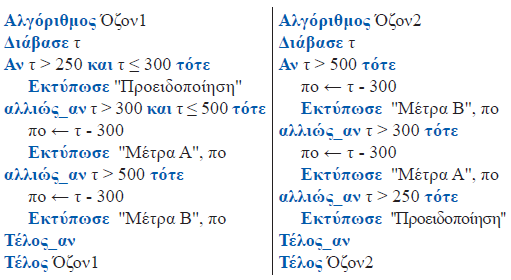 Αλγόριθμος Όζον1
Διάβασε τ
Αν τ > 250 και τ ≤ 300 τότε
Εκτύπωσε "Προειδοποίηση"
αλλιώς_αν τ > 300 και τ ≤ 500 τότε
πο ← τ - 300
Εκτύπωσε "Μέτρα Α", πο
αλλιώς_αν τ > 500 τότε
πο ← τ - 300
Εκτύπωσε "Μέτρα Β", πο
Τέλος_αν
Τέλος Όζον1
Αλγόριθμος Όζον2
Διάβασε τ
Αν τ > 500 τότε
πο ← τ - 300
Εκτύπωσε "Μέτρα Β", πο
αλλιώς_αν τ > 300 τότε
πο ← τ - 300
Εκτύπωσε "Μέτρα Α", πο
αλλιώς_αν τ > 250 τότε
Εκτύπωσε "Προειδοποίηση"
Τέλος_αν
Τέλος Όζον2